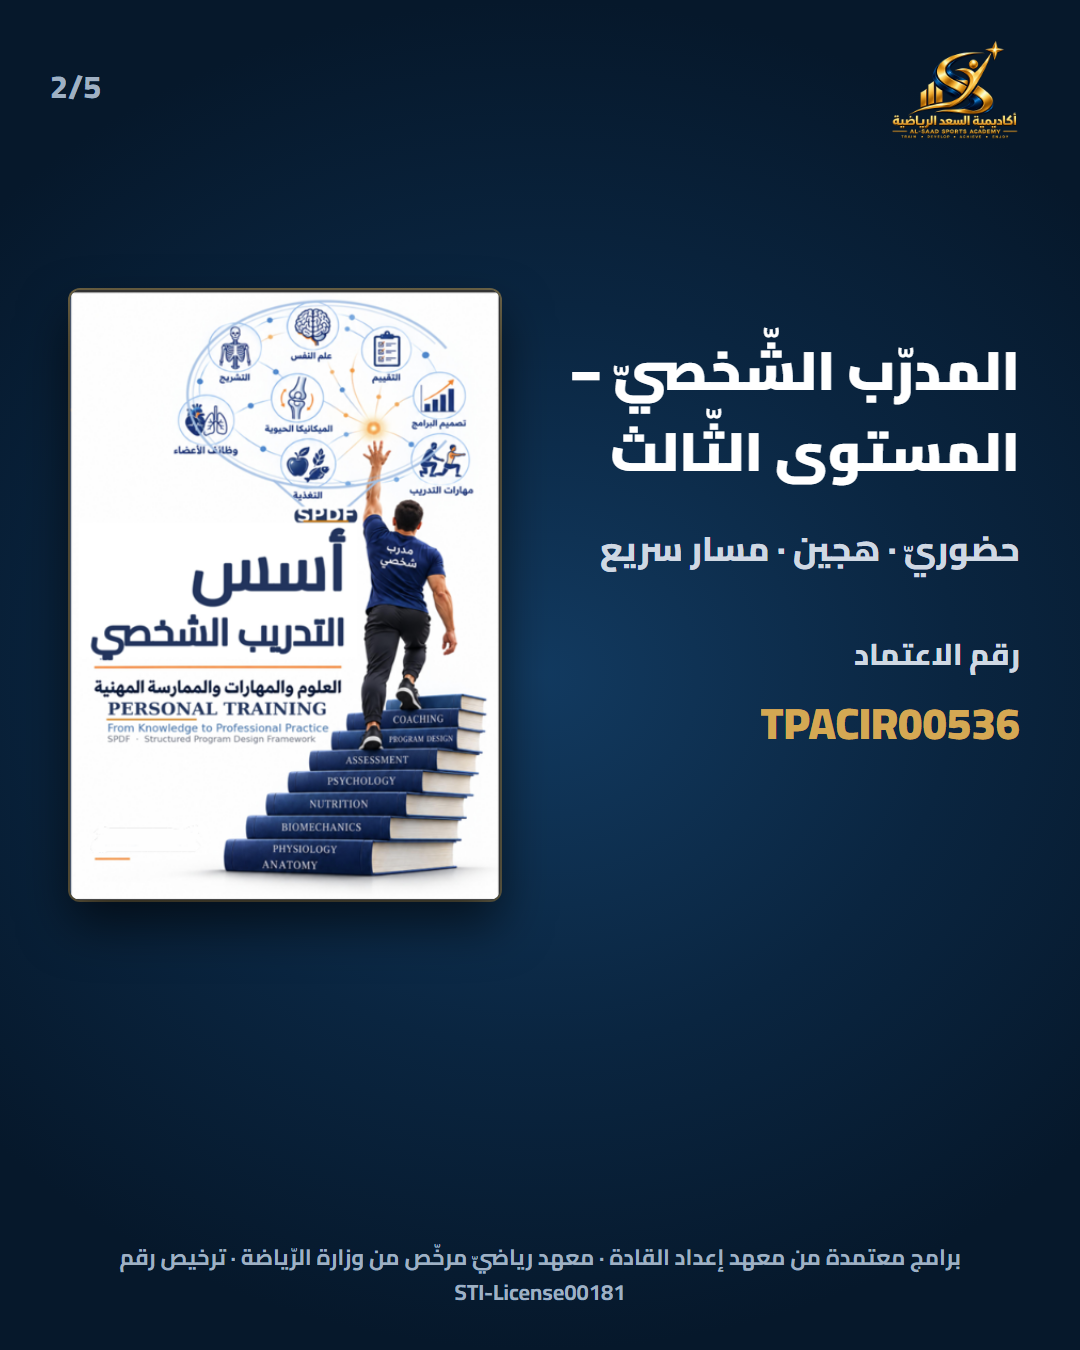 2/5
أكاديمية السعد الرياضية
AL-SAAD SPORTS ACADEMY
TRAIN • DEVELOP • ACHIEVE • ENJOY
المدرّب الشّخصيّ –
المستوى الثّالث
حضوريّ · هجين · مسار سريع
رقم الاعتماد
TPACIR00536
علم النفس
التشريح
التقييم
الميكانيكا الحيوية
تصميم البرامج
وظائف الأعضاء
التغذية
مهارات التدريب
SPDF
مدرب
شخصي
أسس
التدريب الشخصي
العلوم والمهارات والممارسة المهنية
PERSONAL TRAINING
From Knowledge to Professional Practice
SPDF · Structured Program Design Framework
COACHING
PROGRAM DESIGN
ASSESSMENT
PSYCHOLOGY
NUTRITION
BIOMECHANICS
PHYSIOLOGY
ANATOMY
برامج معتمدة من معهد إعداد القادة · معهد رياضيّ مرخّص من وزارة الرّياضة · ترخيص رقم
STI-License00181